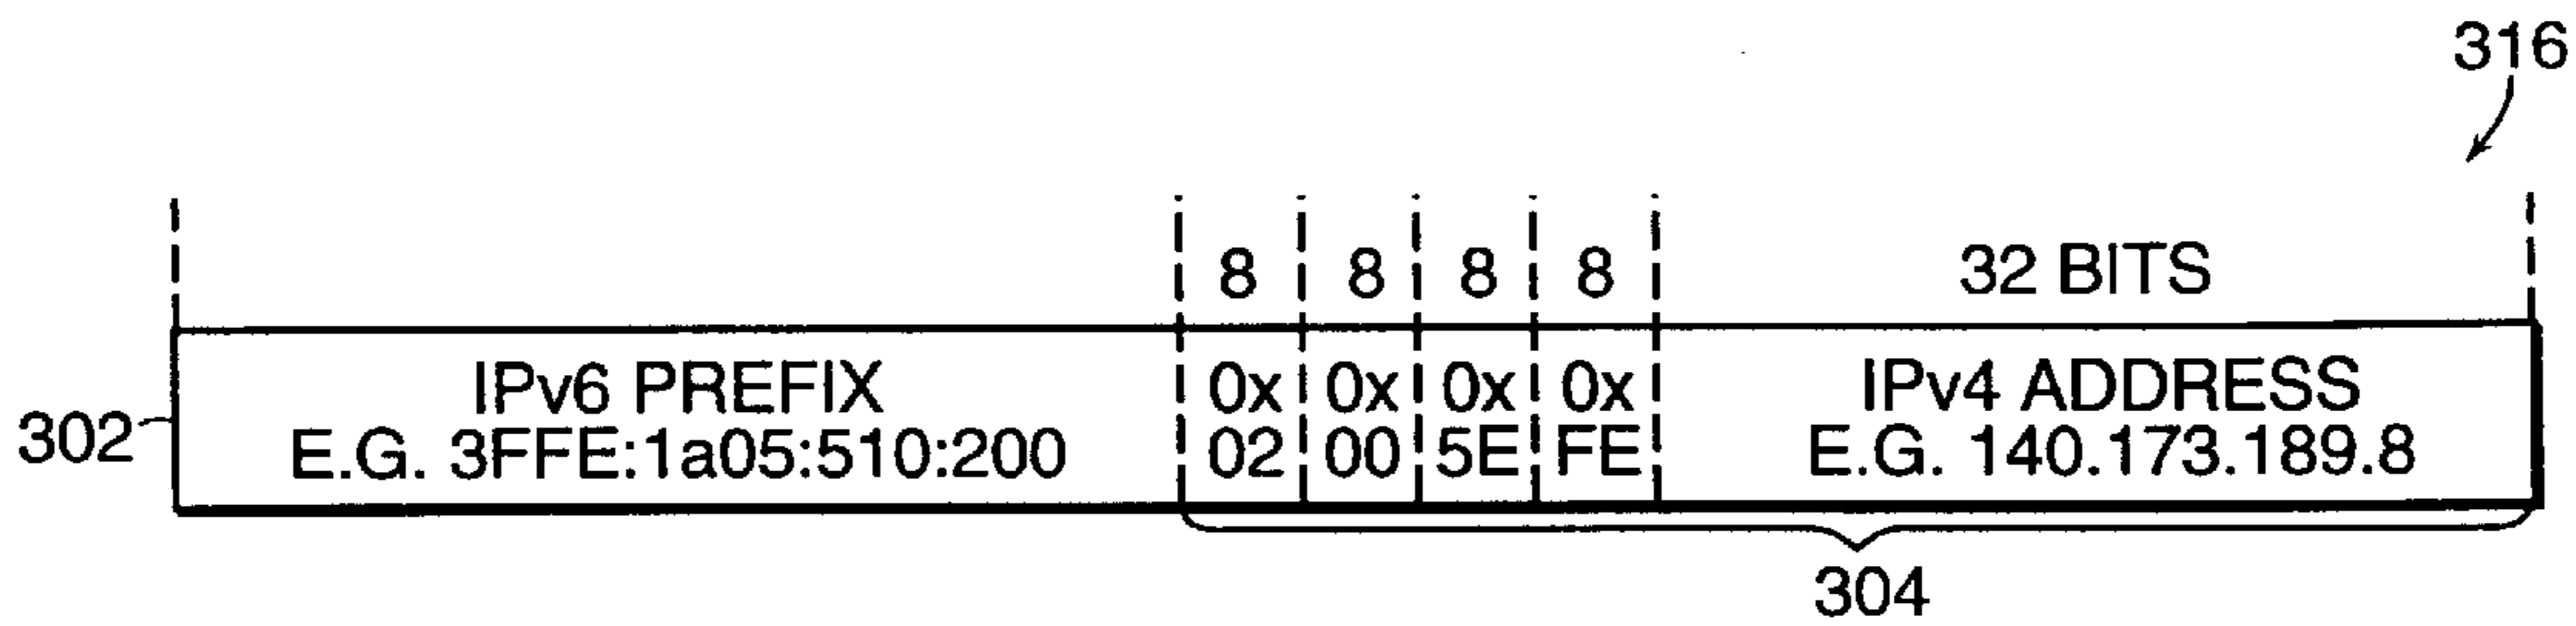 316
8 8 8 8 32 BITS
IPv6 PREFIX 0x 0x 0x 0x IPv4 ADDRESS
302 E.G. 3FFE:1a05:510:200 02 00 5E FE E.G. 140.173.189.8
304